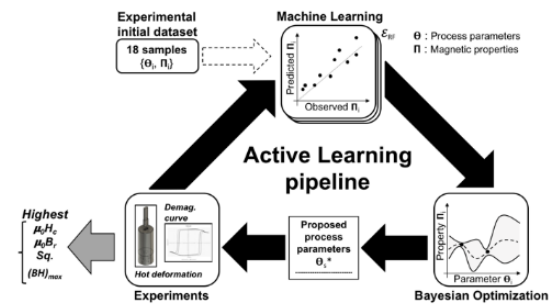 Experimental
initial dataset
18 samples
{Θᵢ, Πᵢ}
Machine Learning
Predicted Πᵢ
Observed Πᵢ
ℰRF
Θ : Process parameters
Π : Magnetic properties
Active Learning
pipeline
Highest
μ₀Hc
μ₀Br
Sq.
(BH)max
Demag.
curve
Hot deformation
Experiments
Proposed
process
parameters
Θᵢ*
Property Πᵢ
Parameter Θᵢ
Bayesian Optimization